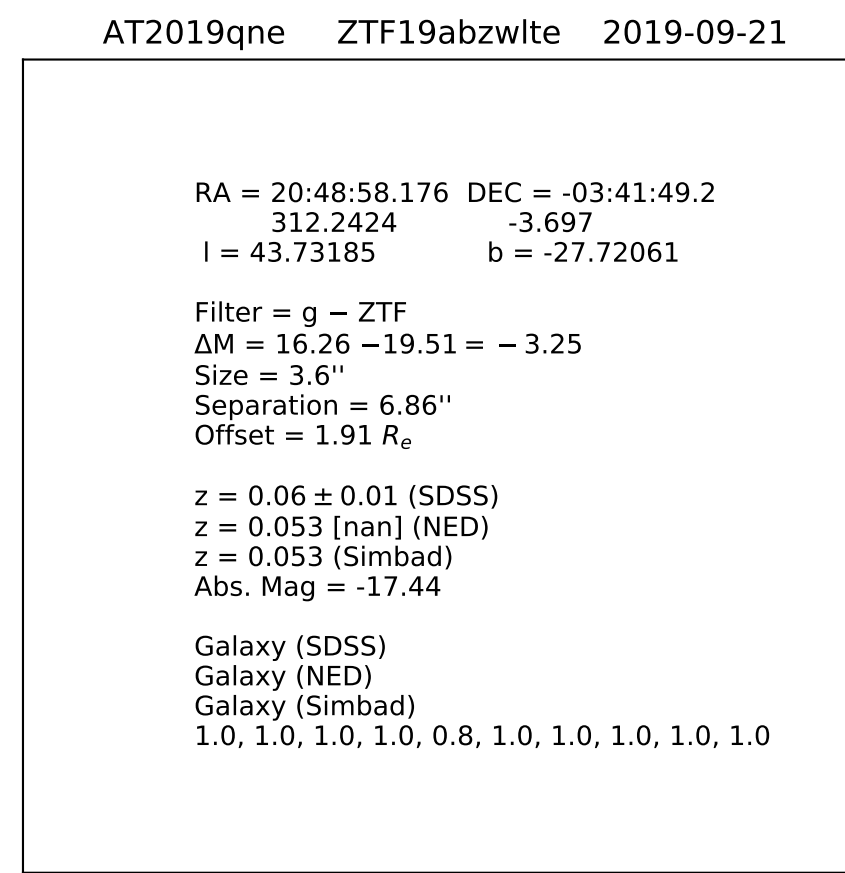 AT2019qne ZTF19abzwlte 2019-09-21
RA = 20:48:58.176 DEC = -03:41:49.2
312.2424 -3.697
l = 43.73185 b = -27.72061
Filter = g − ZTF
ΔM = 16.26 −19.51 = −3.25
Size = 3.6''
Separation = 6.86''
Offset = 1.91 Rₑ
z = 0.06 ± 0.01 (SDSS)
z = 0.053 [nan] (NED)
z = 0.053 (Simbad)
Abs. Mag = -17.44
Galaxy (SDSS)
Galaxy (NED)
Galaxy (Simbad)
1.0, 1.0, 1.0, 1.0, 0.8, 1.0, 1.0, 1.0, 1.0, 1.0